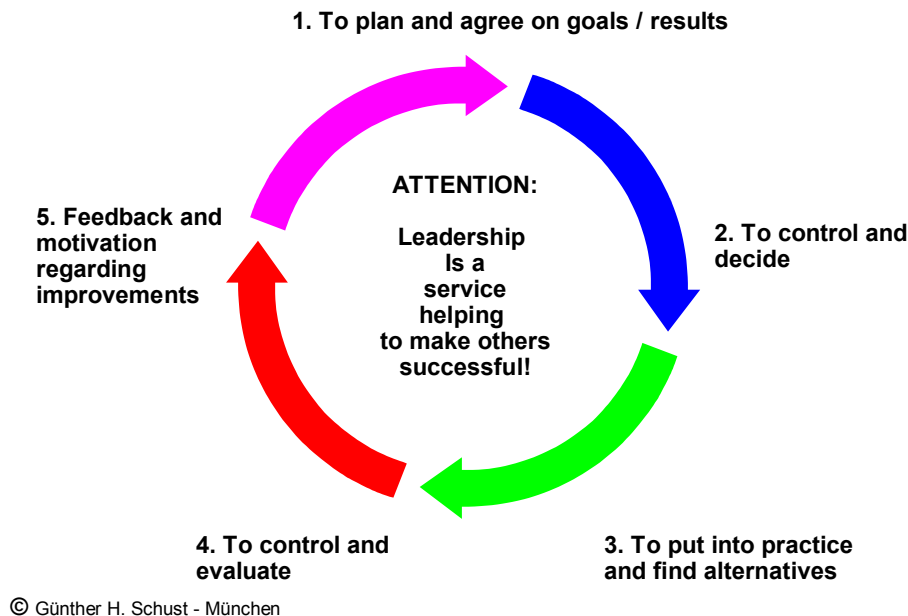 1. To plan and agree on goals / results
ATTENTION:
Leadership
Is a
service
helping
to make others
successful!
2. To control and
decide
3. To put into practice
and find alternatives
4. To control and
evaluate
5. Feedback and
motivation
regarding
improvements
© Günther H. Schust - München